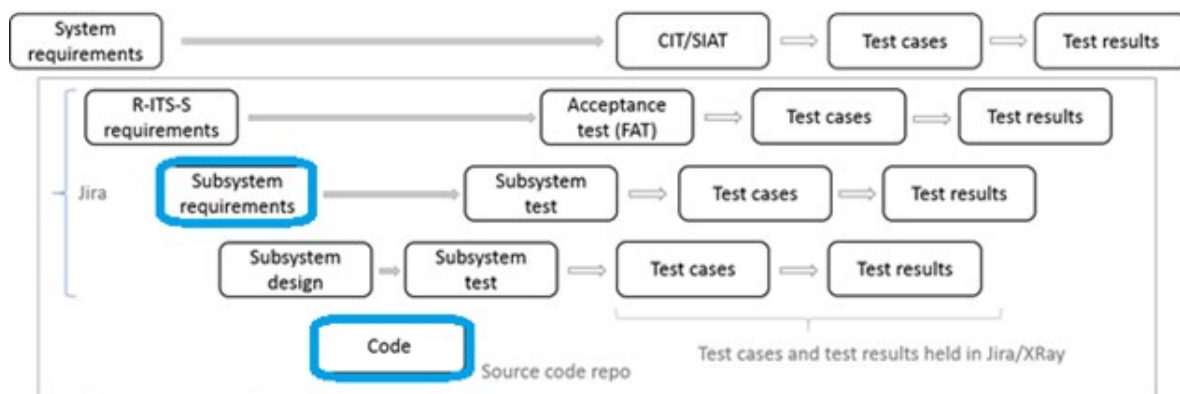 System
requirements
CIT/SIAT
Test cases
Test results
R-ITS-S
requirements
Acceptance
test (FAT)
Test cases
Test results
Jira
Subsystem
requirements
Subsystem
test
Test cases
Test results
Subsystem
design
Subsystem
test
Test cases
Test results
Code
Source code repo
Test cases and test results held in Jira/XRay